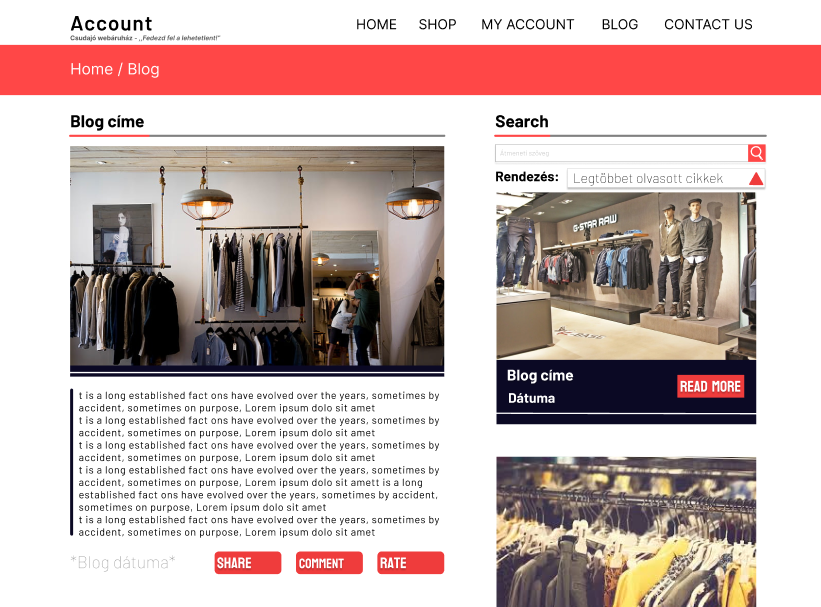 Account
Csudajó webáruház - „Fedezd fel a lehetetlent!”
HOME SHOP MY ACCOUNT BLOG CONTACT US
Home / Blog
Blog címe
t is a long established fact ons have evolved over the years, sometimes by
accident, sometimes on purpose, Lorem ipsum dolo sit amet
t is a long established fact ons have evolved over the years, sometimes by
accident, sometimes on purpose, Lorem ipsum dolo sit amet
t is a long established fact ons have evolved over the years, sometimes by
accident, sometimes on purpose, Lorem ipsum dolo sit amet
t is a long established fact ons have evolved over the years, sometimes by
accident, sometimes on purpose, Lorem ipsum dolo sit amett is a long
established fact ons have evolved over the years, sometimes by accident,
sometimes on purpose, Lorem ipsum dolo sit amet
t is a long established fact ons have evolved over the years, sometimes by
accident, sometimes on purpose, Lorem ipsum dolo sit amet
*Blog dátuma*
SHARE
COMMENT
RATE
Search
Átmeneti szöveg
Rendezés: Legtöbbet olvasott cikkek
G-STAR RAW
Blog címe
Dátuma
READ MORE